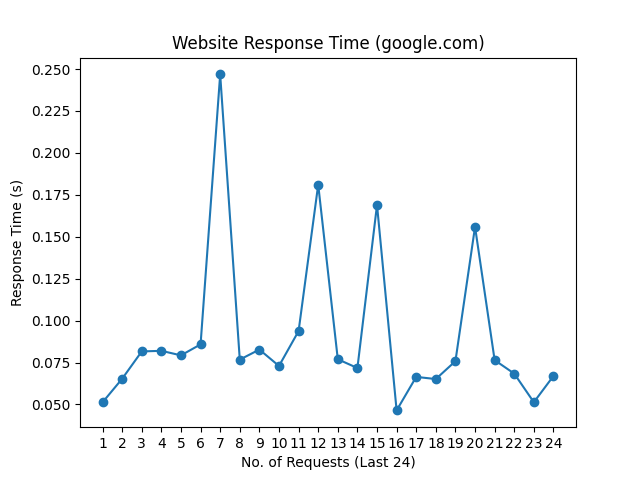 Website Response Time (google.com)
0.250
0.225
0.200
0.175
0.150
0.125
0.100
0.075
0.050
Response Time (s)
1 2 3 4 5 6 7 8 9 10 11 12 13 14 15 16 17 18 19 20 21 22 23 24
No. of Requests (Last 24)